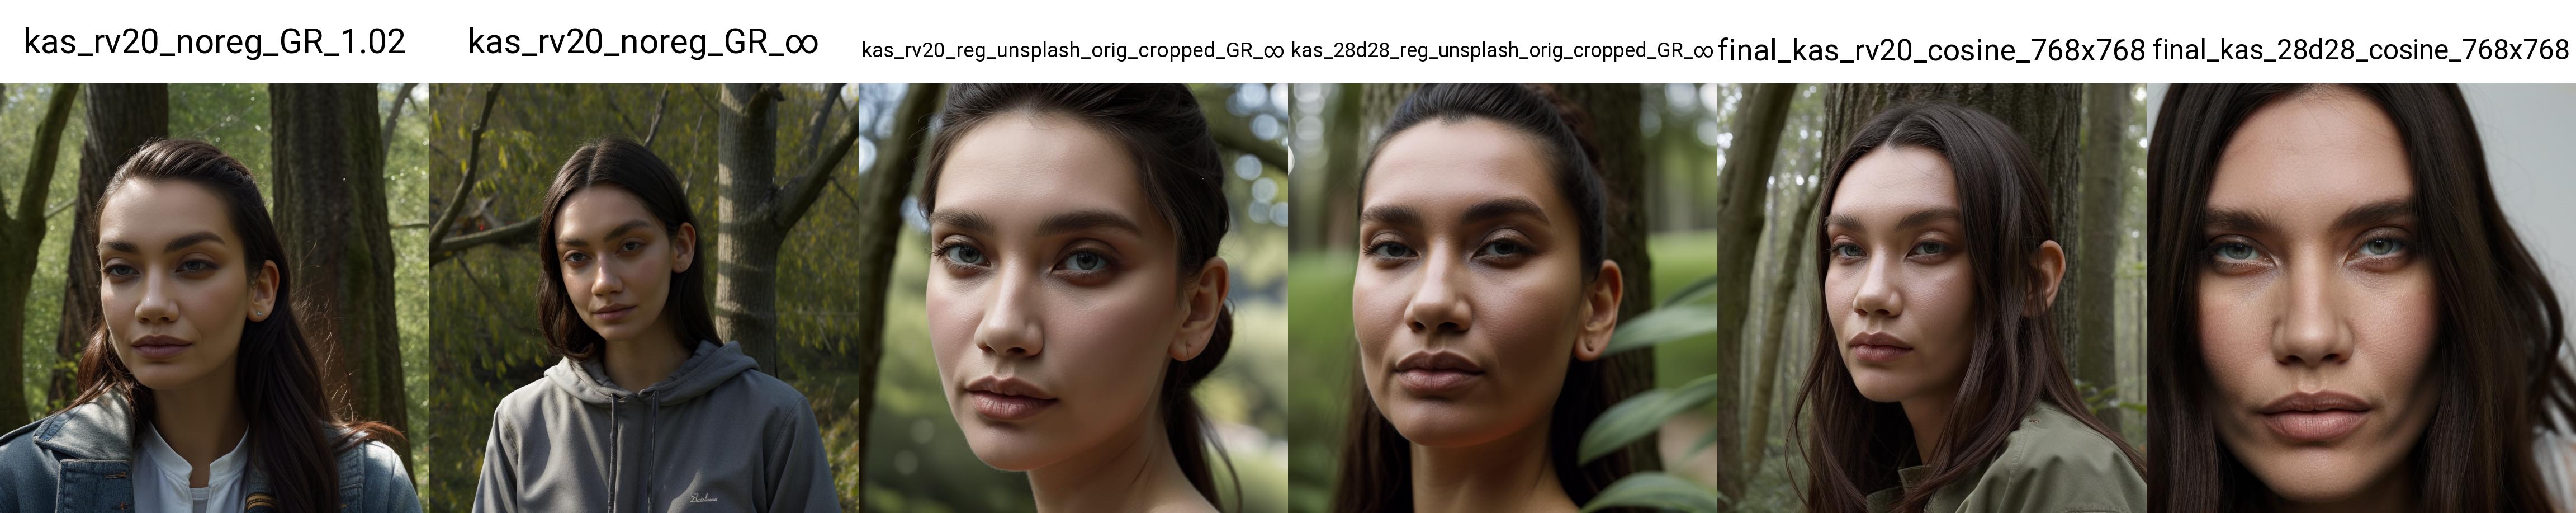 kas_rv20_noreg_GR_1.02
kas_rv20_noreg_GR_∞
kas_rv20_reg_unsplash_orig_cropped_GR_∞
kas_28d28_reg_unsplash_orig_cropped_GR_∞
final_kas_rv20_cosine_768x768
final_kas_28d28_cosine_768x768